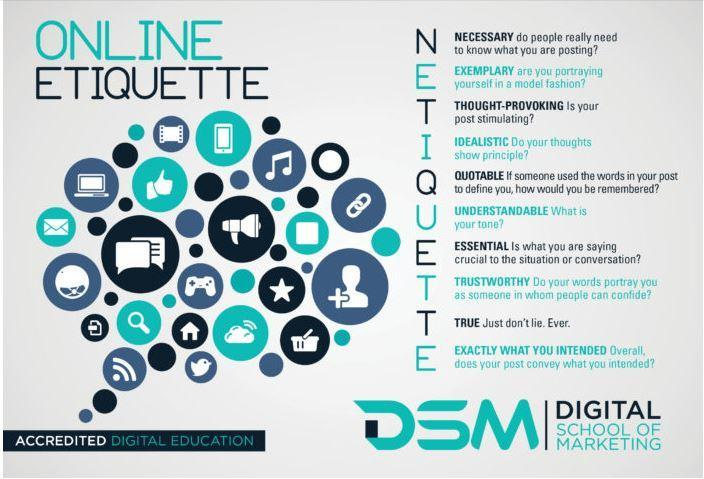 ONLINE
ETIQUETTE
N
NECESSARY do people really need
to know what you are posting?
E
EXEMPLARY are you portraying
yourself in a model fashion?
T
THOUGHT-PROVOKING Is your
post stimulating?
I
IDEALISTIC Do your thoughts
show principle?
Q
QUOTABLE If someone used the words in your post
to define you, how would you be remembered?
U
UNDERSTANDABLE What is
your tone?
E
ESSENTIAL Is what you are saying
crucial to the situation or conversation?
T
TRUSTWORTHY Do your words portray you
as someone in whom people can confide?
T
TRUE Just don't lie. Ever.
E
EXACTLY WHAT YOU INTENDED Overall,
does your post convey what you intended?
ACCREDITED DIGITAL EDUCATION
DSM
DIGITAL
SCHOOL OF
MARKETING